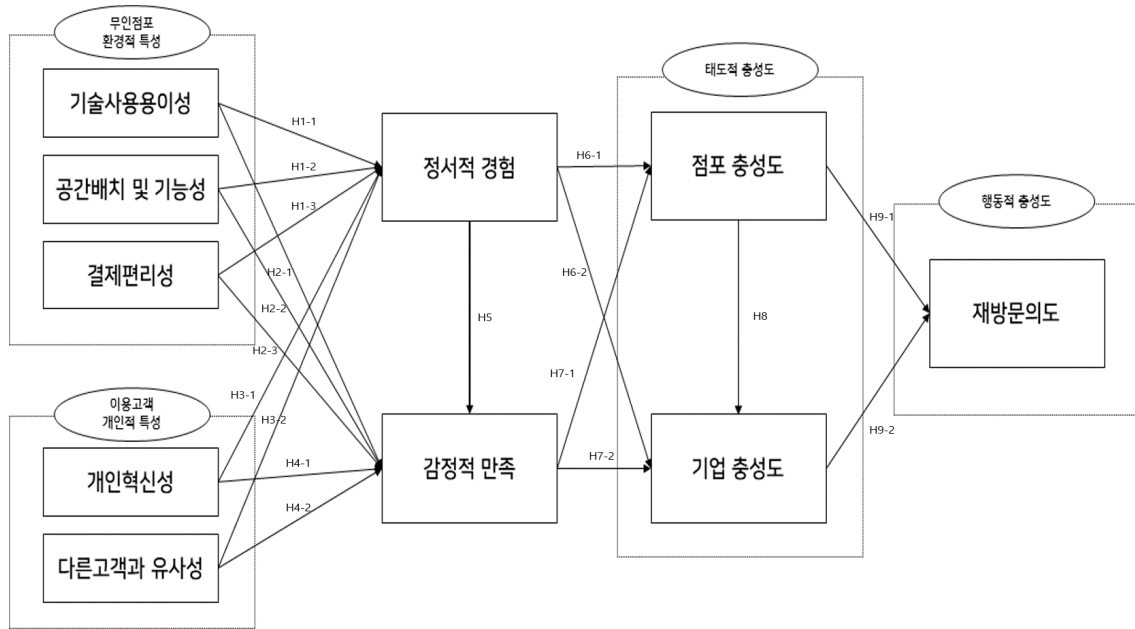 무인점포
환경적 특성
기술사용용이성
공간배치 및 기능성
결제편리성
이용고객
개인적 특성
개인혁신성
다른고객과 유사성
H1-1
H1-2
H1-3
H2-1
H2-2
H2-3
H3-1
H3-2
H4-1
H4-2
정서적 경험
H5
감정적 만족
H6-1
H6-2
H7-1
H7-2
태도적 충성도
점포 충성도
H8
기업 충성도
H9-1
H9-2
행동적 충성도
재방문의도